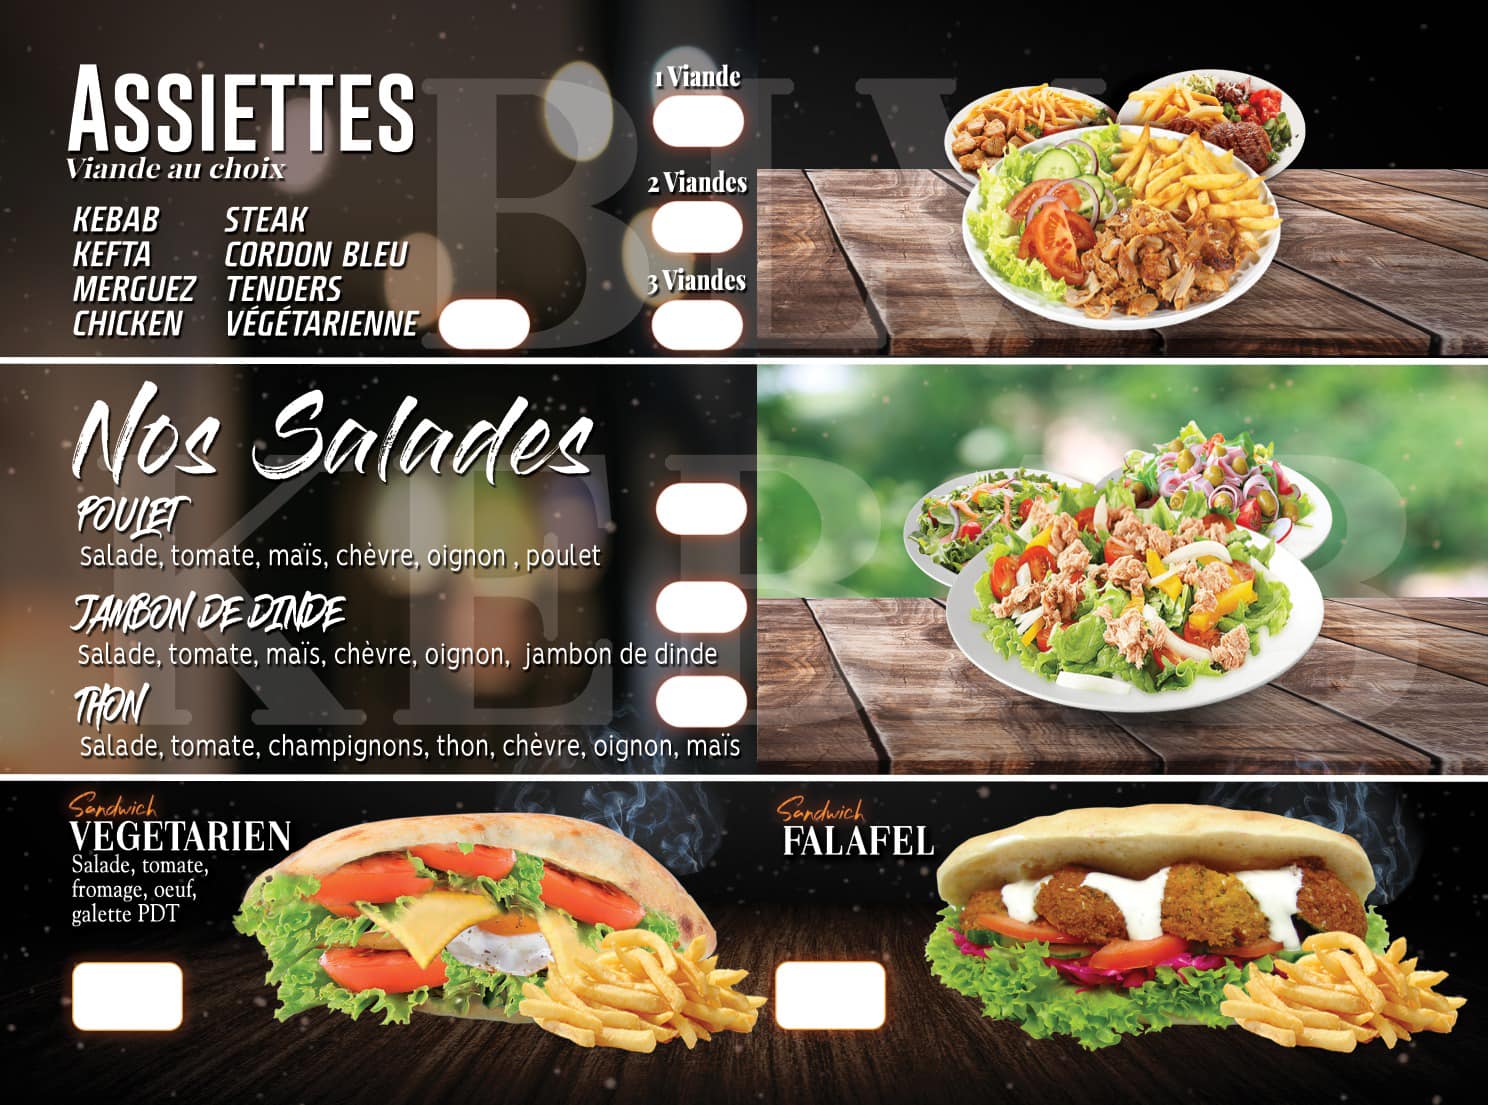 ASSIETTES
Viande au choix
KEBAB
KEFTA
MERGUEZ
CHICKEN
STEAK
CORDON BLEU
TENDERS
VÉGÉTARIENNE
1 Viande
2 Viandes
3 Viandes
BLV
Nos Salades
POULET
Salade, tomate, maïs, chèvre, oignon , poulet
JAMBON DE DINDE
Salade, tomate, maïs, chèvre, oignon, jambon de dinde
THON
Salade, tomate, champignons, thon, chèvre, oignon, maïs
KEBAB
Sandwich
VEGETARIEN
Salade, tomate,
fromage, oeuf,
galette PDT
Sandwich
FALAFEL